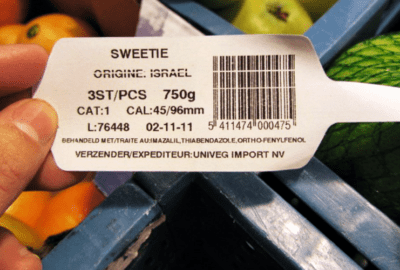 SWEETIE
ORIGINE: ISRAEL
3ST/PCS 750g
CAT:1 CAL:45/96mm
L:76448 02-11-11
5 411474 000475
BEHANDELD MET/TRAITE AU:IMAZALIL,THIABENDAZOLE,ORTHO-FENYLFENOL
VERZENDER/EXPEDITEUR:UNIVEG IMPORT NV